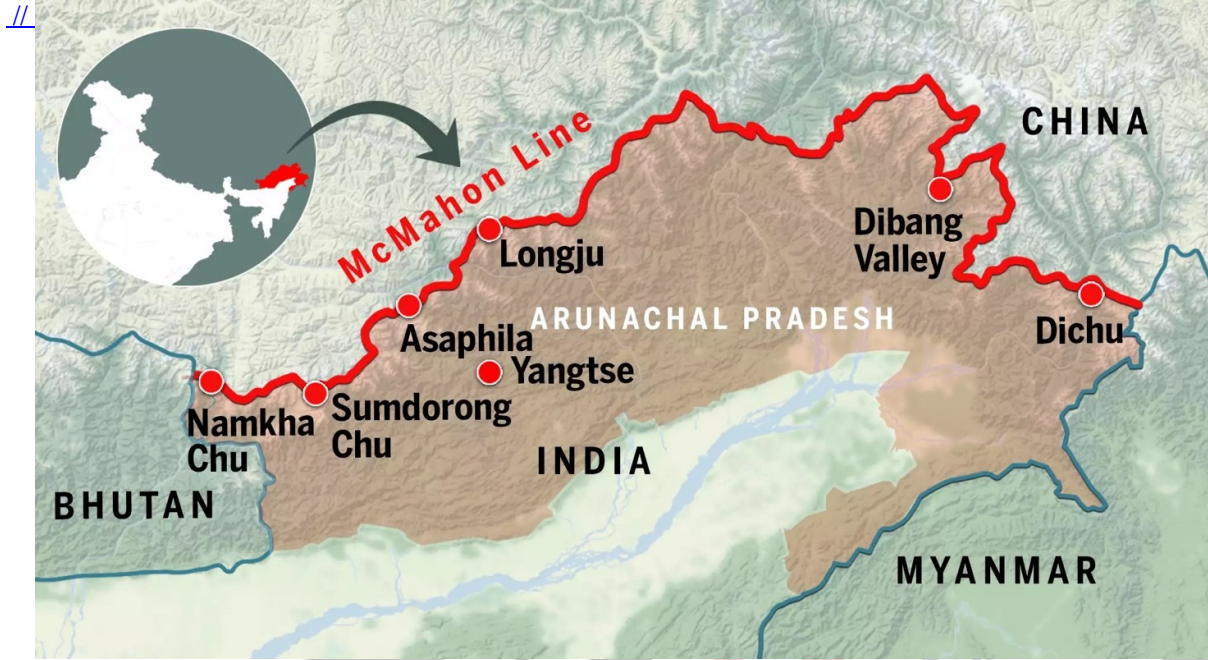 //
McMahon Line
CHINA
Dibang
Valley
Longju
ARUNACHAL PRADESH
Dichu
Asaphila
Yangtse
Namkha
Chu
Sumdorong
Chu
INDIA
BHUTAN
MYANMAR